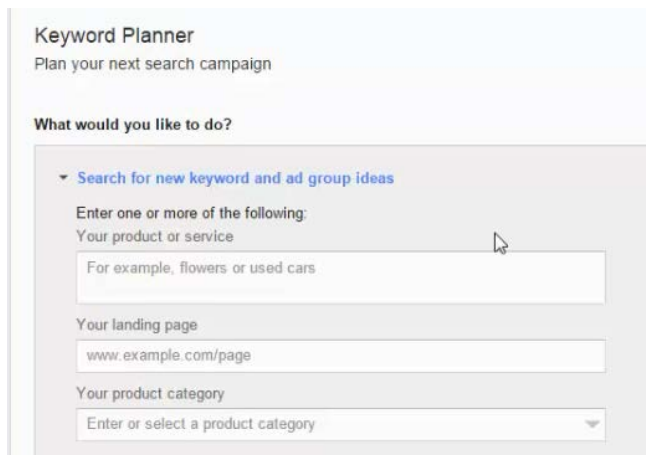 Keyword Planner
Plan your next search campaign
What would you like to do?
Search for new keyword and ad group ideas
Enter one or more of the following:
Your product or service
For example, flowers or used cars
Your landing page
www.example.com/page
Your product category
Enter or select a product category